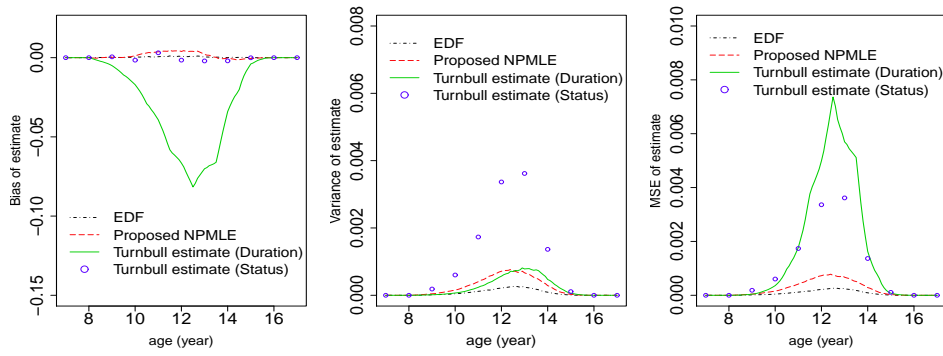 Bias of estimate
0.00
−0.05
−0.10
−0.15
EDF
Proposed NPMLE
Turnbull estimate (Duration)
Turnbull estimate (Status)
8 10 12 14 16
age (year)
Variance of estimate
0.008
0.006
0.004
0.002
0.000
EDF
Proposed NPMLE
Turnbull estimate (Duration)
Turnbull estimate (Status)
8 10 12 14 16
age (year)
MSE of estimate
0.010
0.008
0.006
0.004
0.002
0.000
EDF
Proposed NPMLE
Turnbull estimate (Duration)
Turnbull estimate (Status)
8 10 12 14 16
age (year)